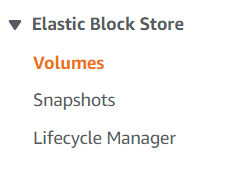 Elastic Block Store
Volumes
Snapshots
Lifecycle Manager